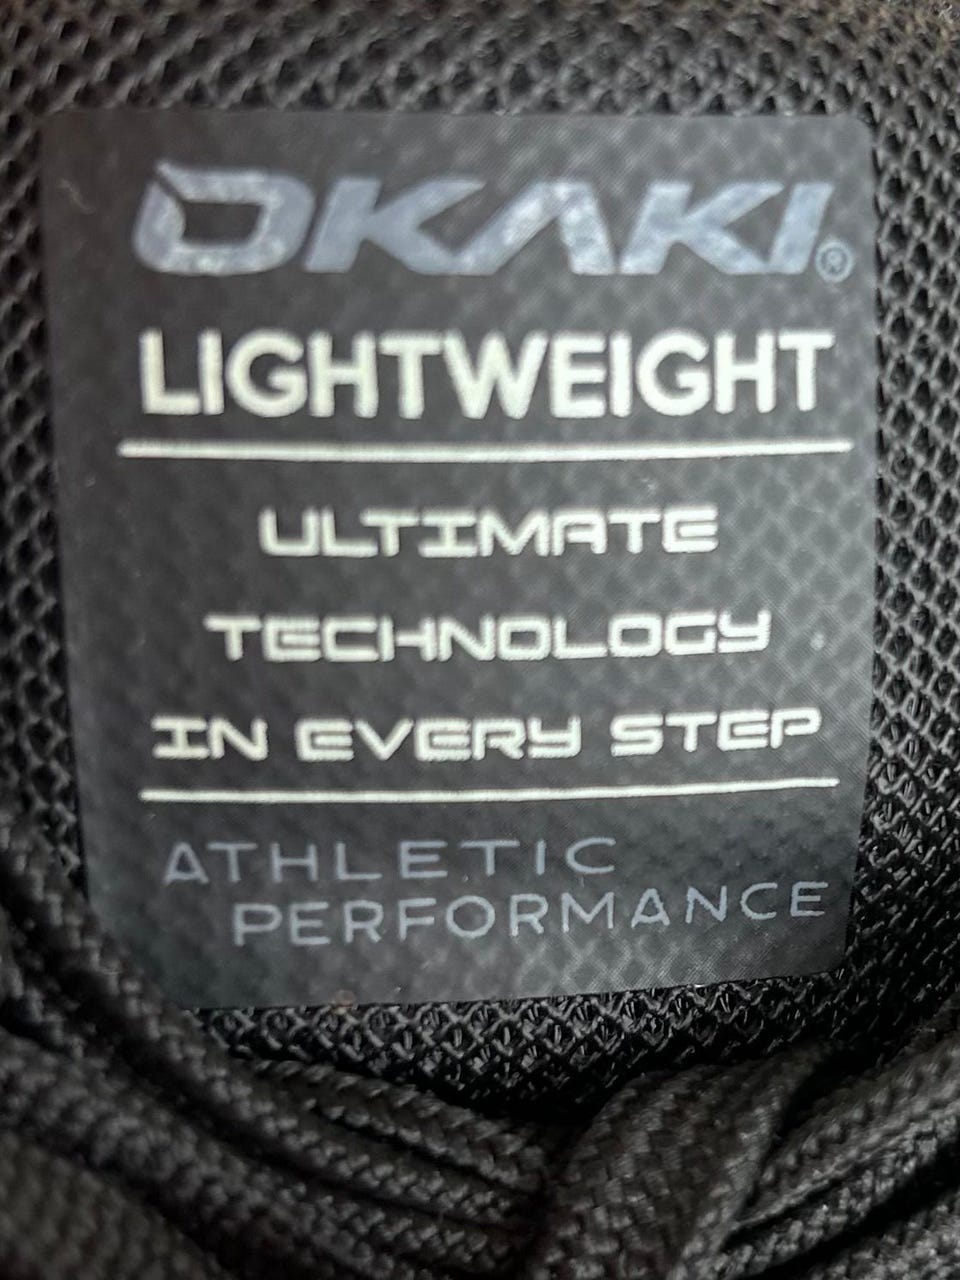 OKAKI®
LIGHTWEIGHT
ULTIMATE
TECHNOLOGY
IN EVERY STEP
ATHLETIC
PERFORMANCE